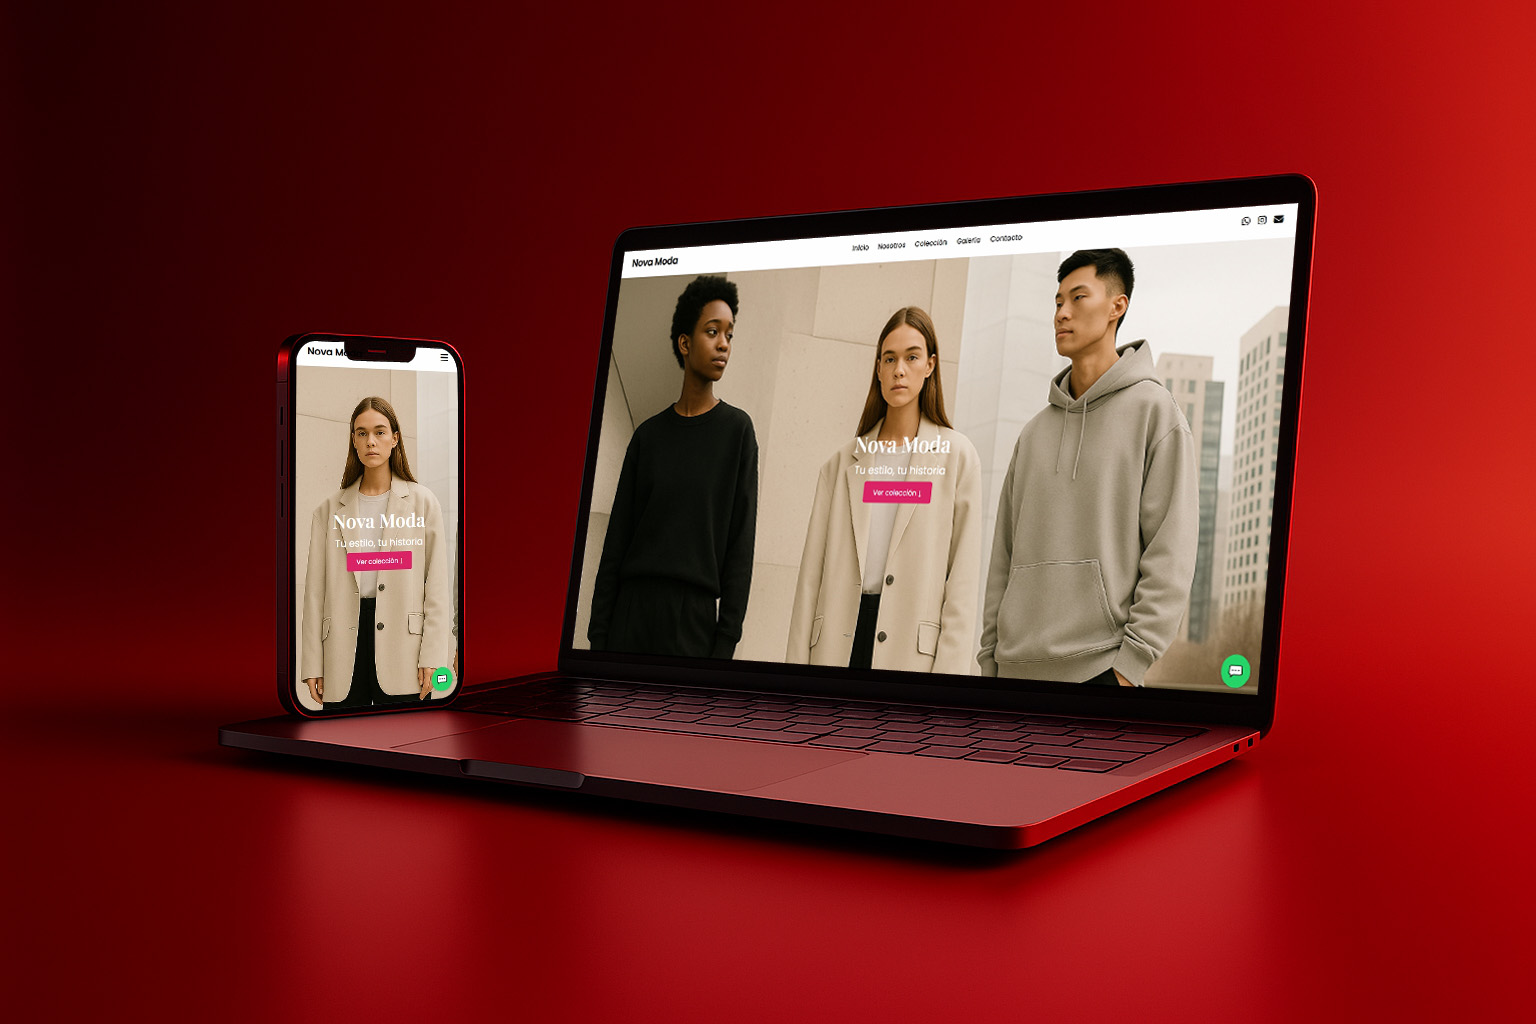 Nova Mo
Nova Moda
Tu estilo, tu historia
Ver colección ↓
Nova Moda
Inicio Nosotros Colección Galería Contacto
Nova Moda
Tu estilo, tu historia
Ver colección ↓